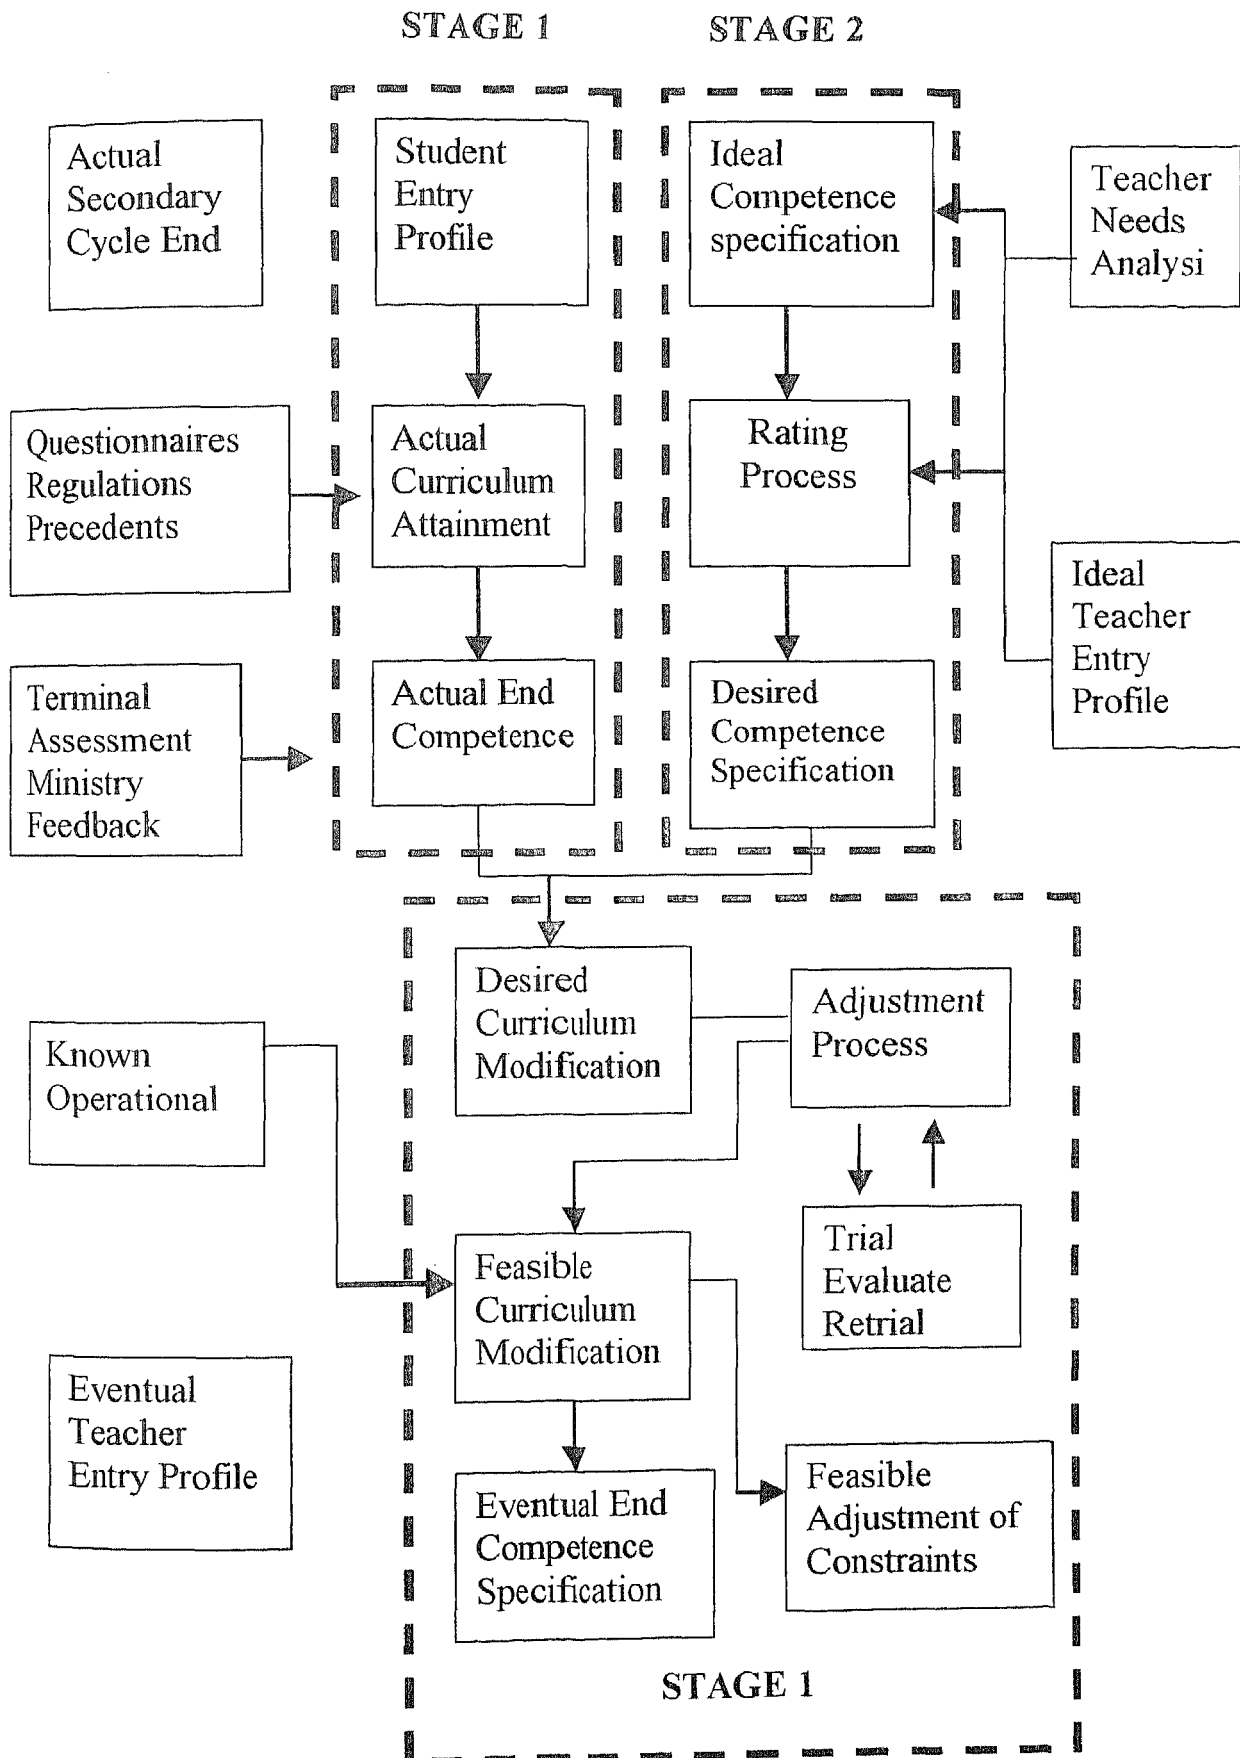 STAGE 1
STAGE 2
Actual
Secondary
Cycle End
Student
Entry
Profile
Ideal
Competence
specification
Teacher
Needs
Analysi
Questionnaires
Regulations
Precedents
Actual
Curriculum
Attainment
Rating
Process
Ideal
Teacher
Entry
Profile
Terminal
Assessment
Ministry
Feedback
Actual End
Competence
Desired
Competence
Specification
Desired
Curriculum
Modification
Adjustment
Process
Known
Operational
Feasible
Curriculum
Modification
Trial
Evaluate
Retrial
Eventual
Teacher
Entry Profile
Eventual End
Competence
Specification
Feasible
Adjustment of
Constraints
STAGE 1